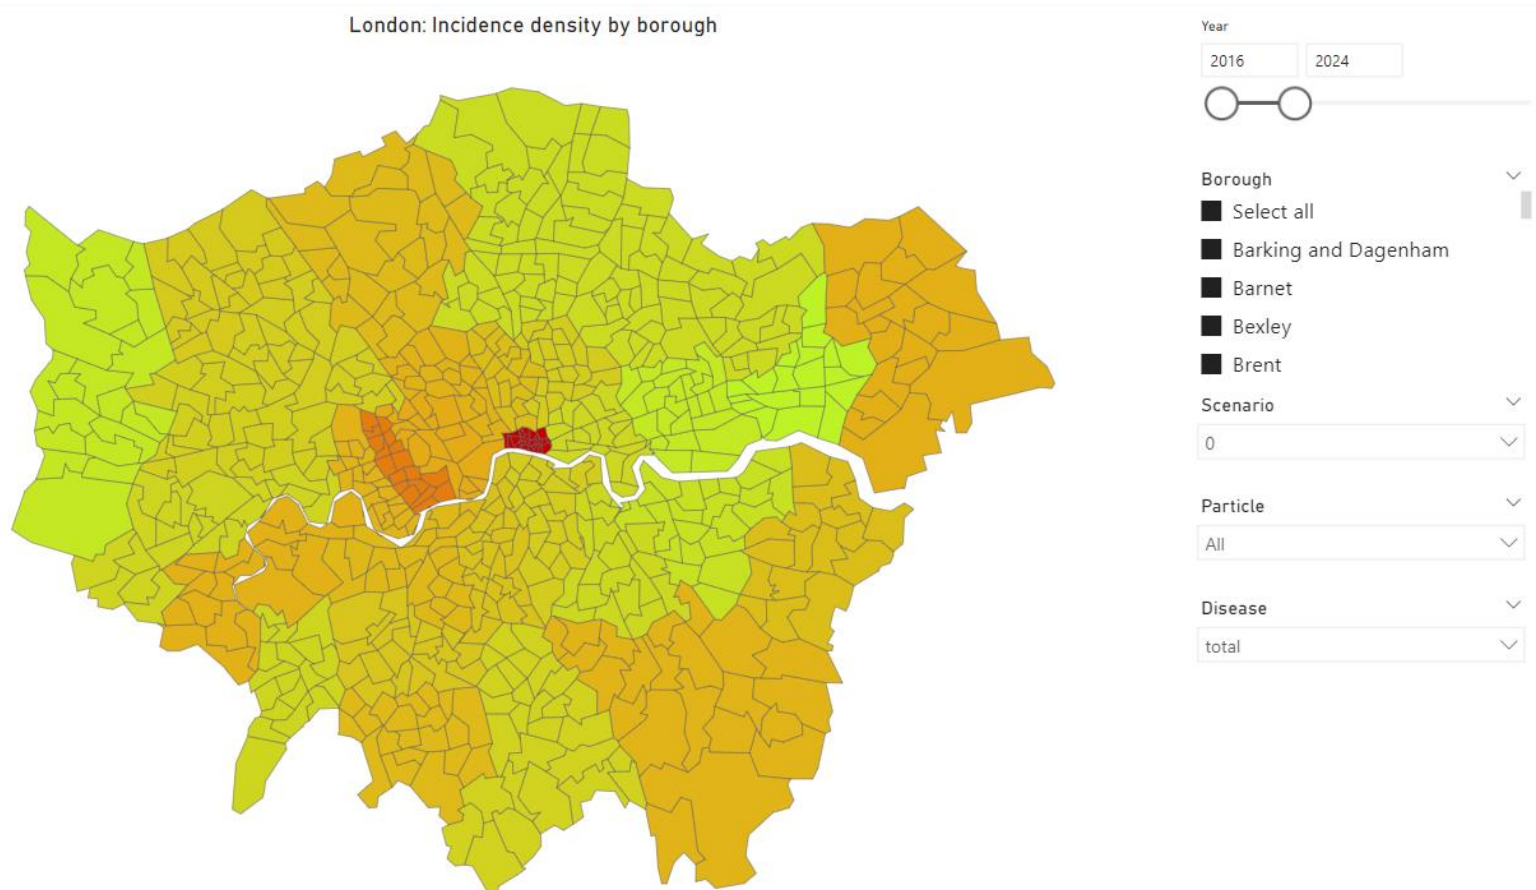 London: Incidence density by borough
Year
2016 2024
Borough
Select all
Barking and Dagenham
Barnet
Bexley
Brent
Scenario
0
Particle
All
Disease
total